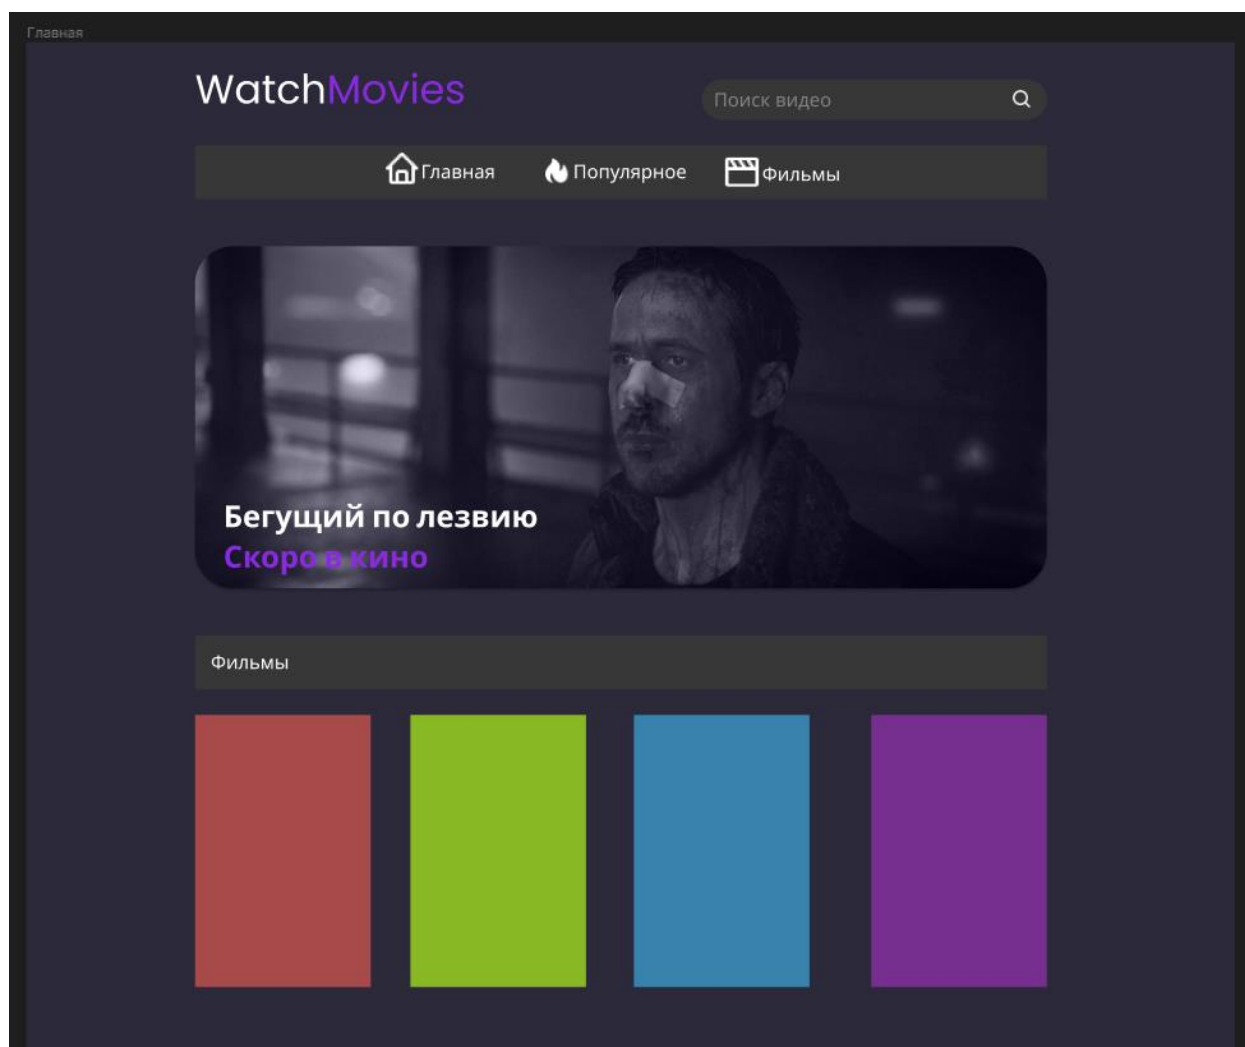 Главная
WatchMovies
Поиск видео
Главная
Популярное
Фильмы
Бегущий по лезвию
Скоро в кино
Фильмы